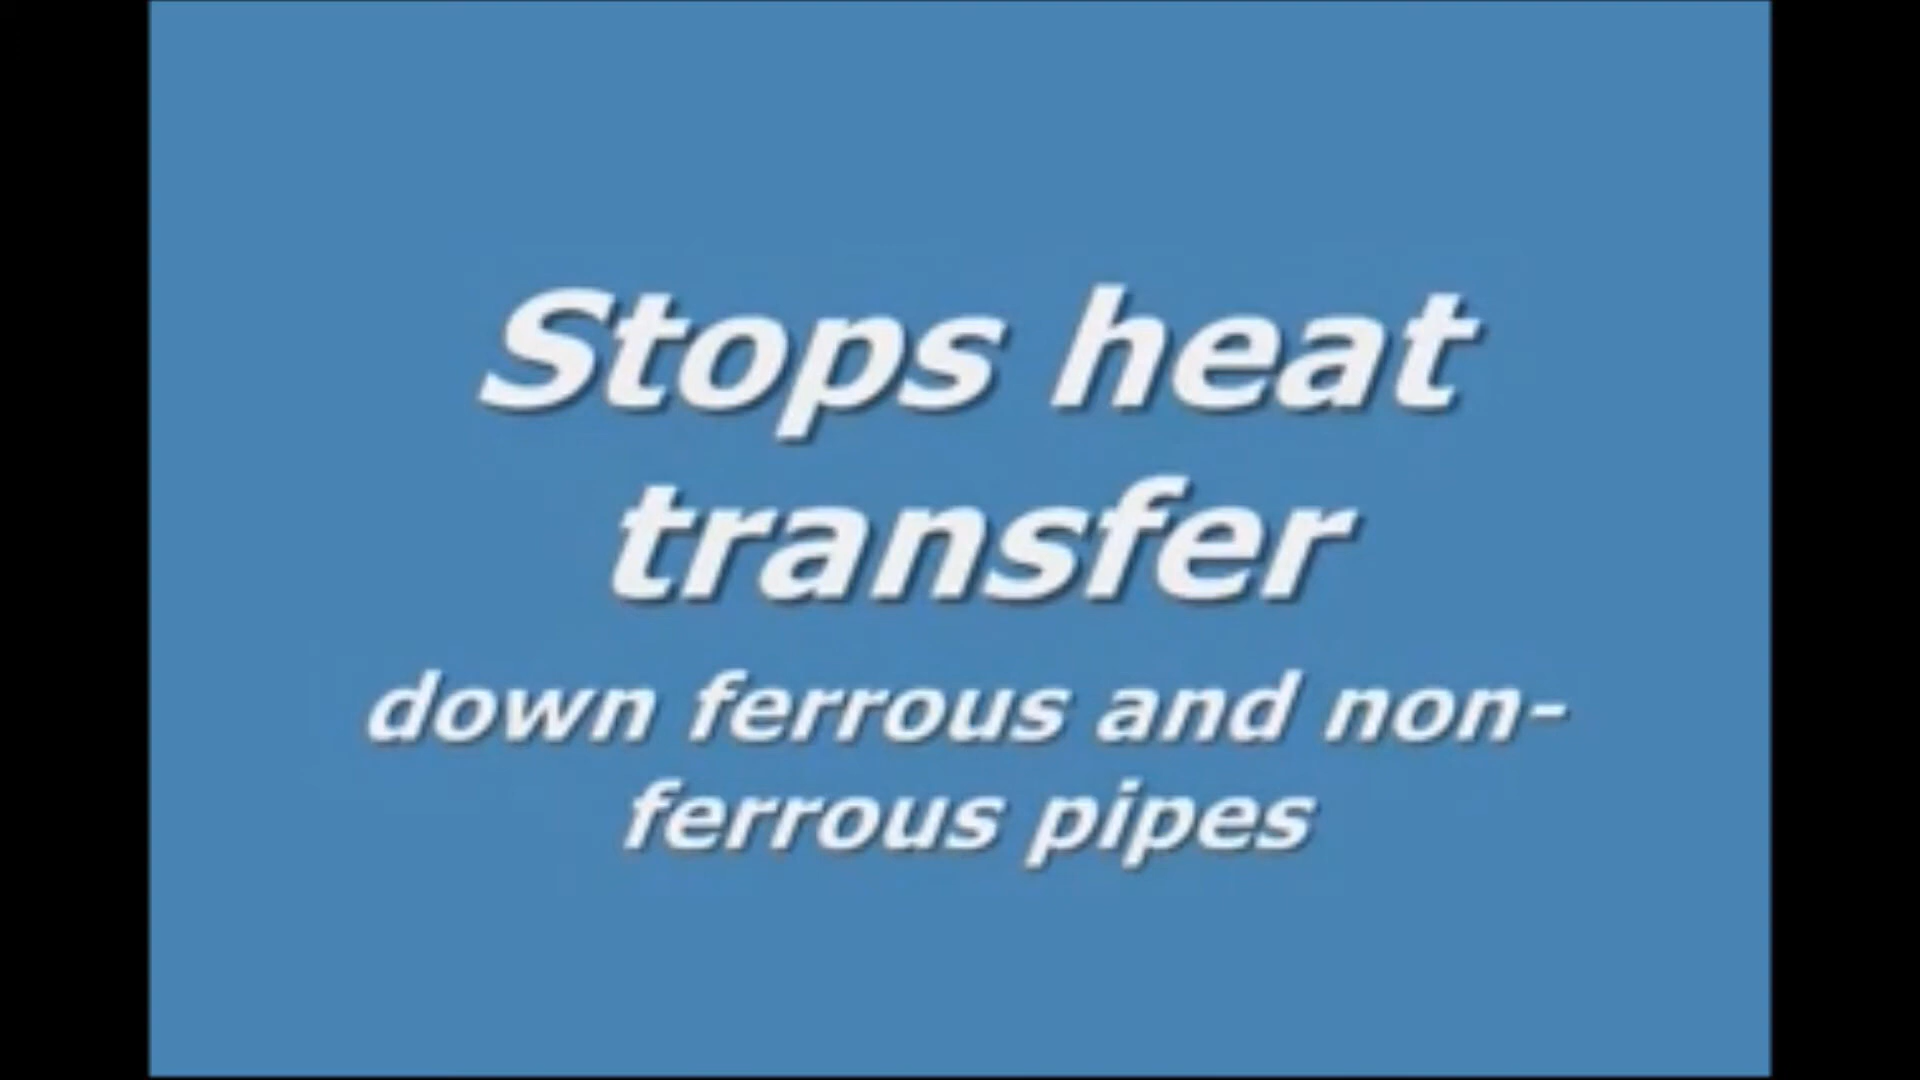 Stops heat
transfer
down ferrous and non-
ferrous pipes